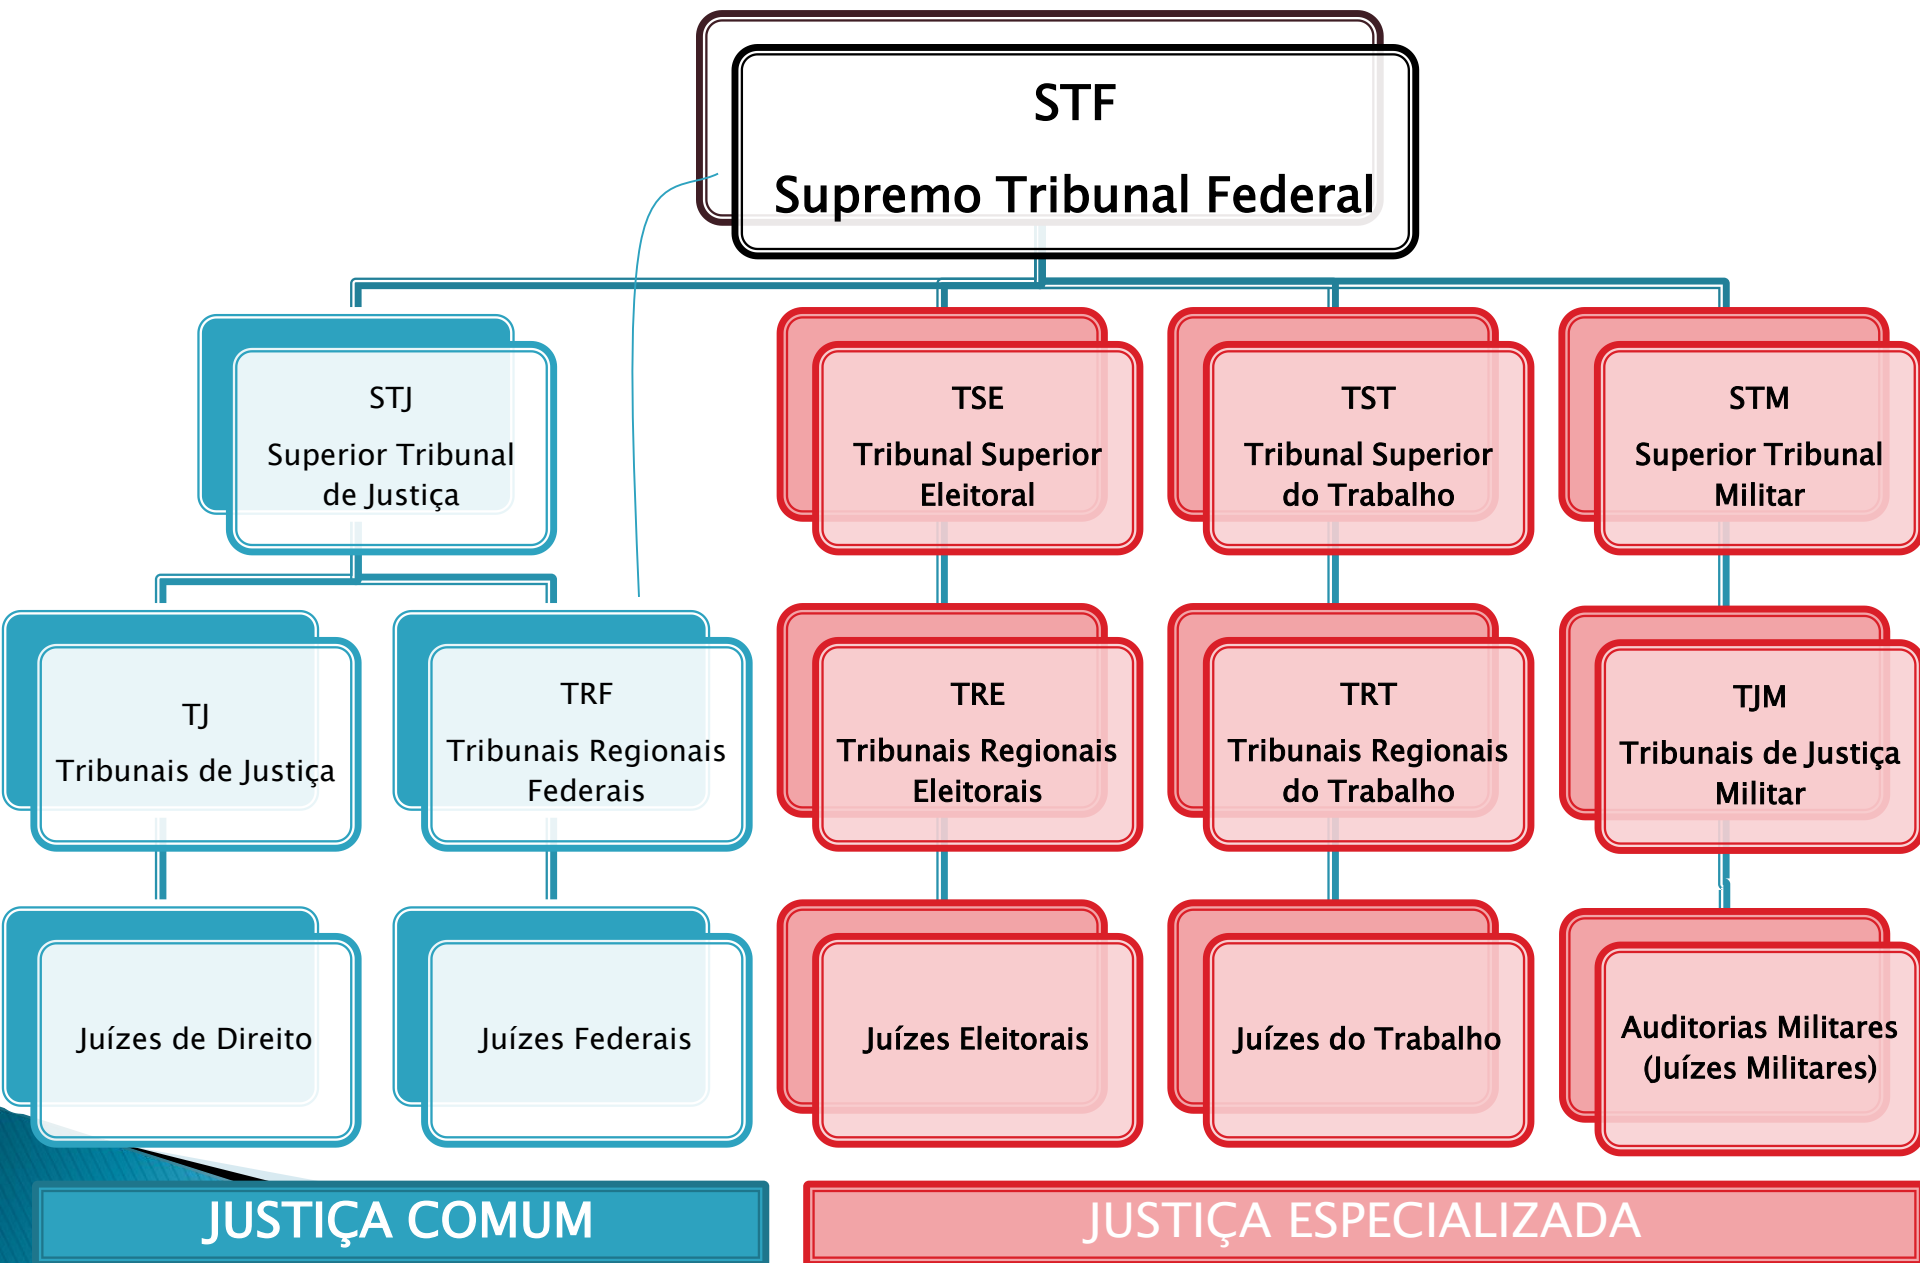 STF
Supremo Tribunal Federal
STJ
Superior Tribunal
de Justiça
TSE
Tribunal Superior
Eleitoral
TST
Tribunal Superior
do Trabalho
STM
Superior Tribunal
Militar
TJ
Tribunais de Justiça
TRF
Tribunais Regionais
Federais
TRE
Tribunais Regionais
Eleitorais
TRT
Tribunais Regionais
do Trabalho
TJM
Tribunais de Justiça
Militar
Juízes de Direito
Juízes Federais
Juízes Eleitorais
Juízes do Trabalho
Auditorias Militares
(Juízes Militares)
JUSTIÇA COMUM
JUSTIÇA ESPECIALIZADA